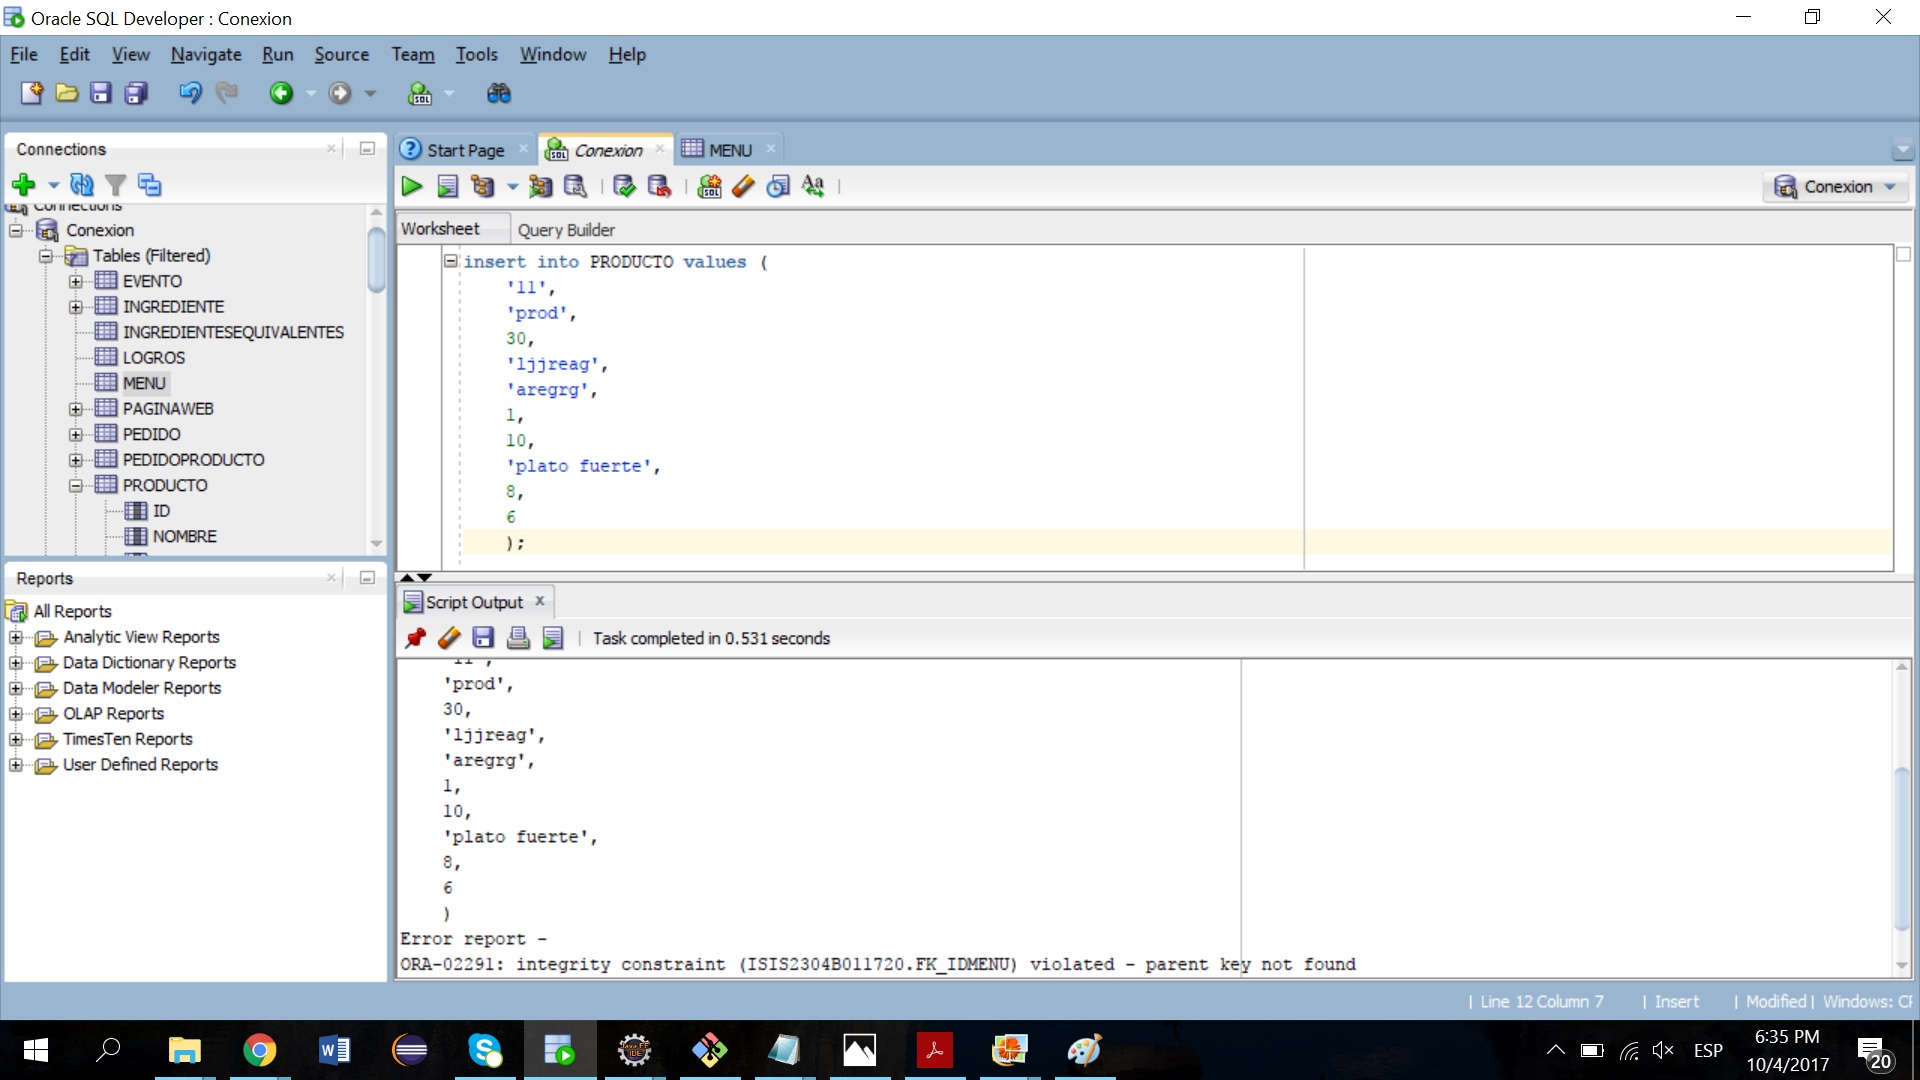 Oracle SQL Developer : Conexion
File Edit View Navigate Run Source Team Tools Window Help
Connections
Connections
Conexion
Tables (Filtered)
EVENTO
INGREDIENTE
INGREDIENTESEQUIVALENTES
LOGROS
MENU
PAGINAWEB
PEDIDO
PEDIDOPRODUCTO
PRODUCTO
ID
NOMBRE
Reports
All Reports
Analytic View Reports
Data Dictionary Reports
Data Modeler Reports
OLAP Reports
TimesTen Reports
User Defined Reports
Start Page Conexion MENU
Conexion
Worksheet Query Builder
insert into PRODUCTO values (
'11',
'prod',
30,
'ljjreag',
'aregrg',
1,
10,
'plato fuerte',
8,
6
);
Script Output
Task completed in 0.531 seconds
'prod',
30,
'ljjreag',
'aregrg',
1,
10,
'plato fuerte',
8,
6
)
Error report -
ORA-02291: integrity constraint (ISIS2304B011720.FK_IDMENU) violated - parent key not found
| Line 12 Column 7 | Insert | Modified | Windows: CR
ESP
6:35 PM
10/4/2017
20